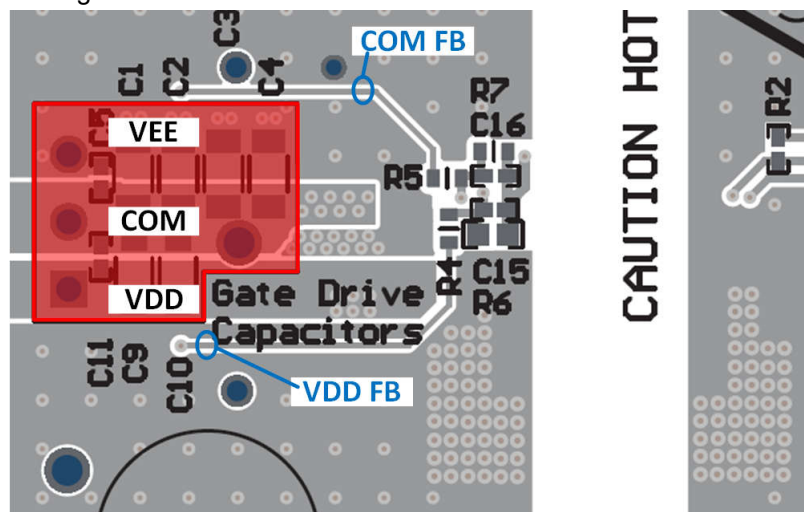 C3
COM FB
C1
C2
C4
R7
C16
R2
C5
VEE
R5
COM
CAUTION HOT
VDD
Gate Drive
Capacitors
R4
C15
R6
C11
C9
C10
VDD FB